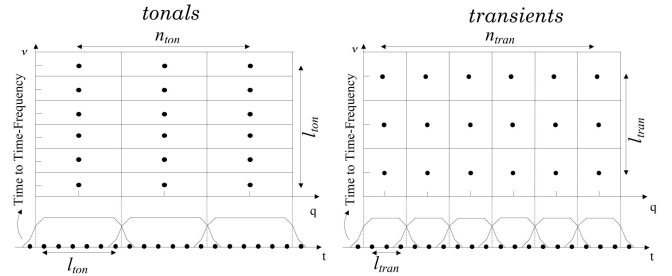 tonals
n_ton
ν
Time to Time-Frequency
l_ton
q
t
l_ton
transients
n_tran
ν
Time to Time-Frequency
l_tran
q
t
l_tran